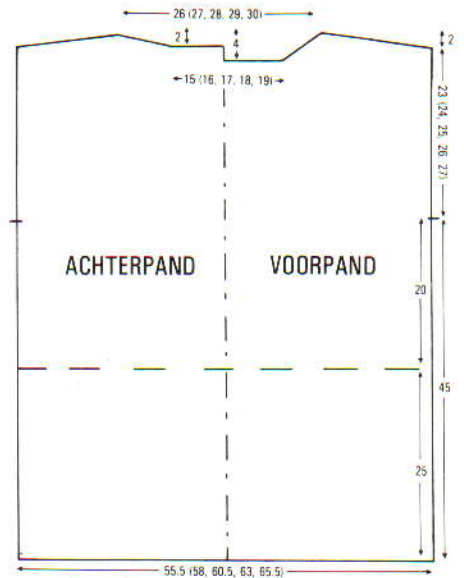 26 (27, 28, 29, 30)
2
4
2
15 (16, 17, 18, 19)
23 (24, 25, 26, 27)
ACHTERPAND
VOORPAND
20
45
25
55.5 (58, 60.5, 63, 65.5)